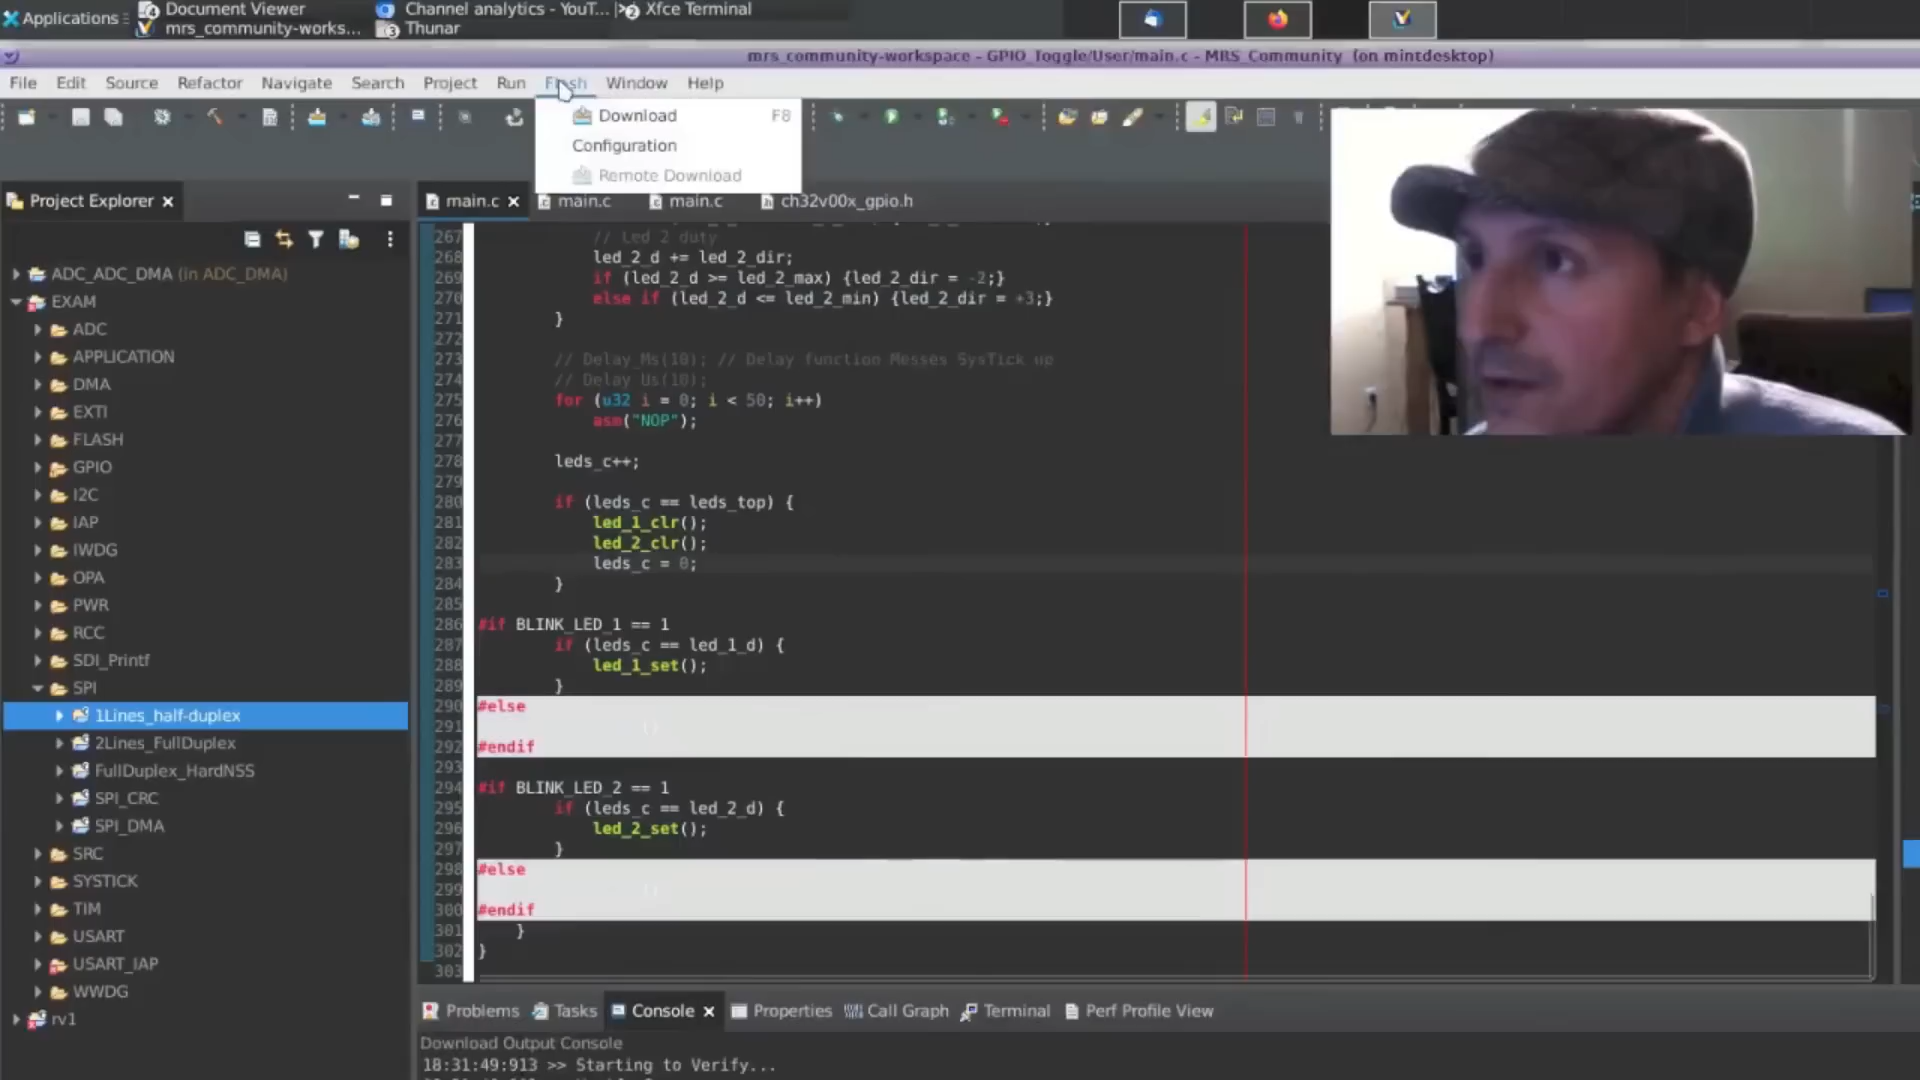 Applications
4 Document Viewer
mrs_community-works...
Channel analytics - YouT...
3 Thunar
2 Xfce Terminal
mrs_community-workspace - GPIO_Toggle/User/main.c - MRS_Community (on mintdesktop)
File Edit Source Refactor Navigate Search Project Run Flash Window Help
Download F8
Configuration
Remote Download
Project Explorer
main.c main.c main.c ch32v00x_gpio.h
ADC_ADC_DMA (in ADC_DMA)
EXAM
ADC
APPLICATION
DMA
EXTI
FLASH
GPIO
I2C
IAP
IWDG
OPA
PWR
RCC
SDI_Printf
SPI
1Lines_half-duplex
2Lines_FullDuplex
FullDuplex_HardNSS
SPI_CRC
SPI_DMA
SRC
SYSTICK
TIM
USART
USART_IAP
WWDG
rv1
267 // Led 2 duty
268 led_2_d += led_2_dir;
269 if (led_2_d >= led_2_max) {led_2_dir = -2;}
270 else if (led_2_d <= led_2_min) {led_2_dir = +3;}
271 }
272
273 // Delay_Ms(10); // Delay function Messes SysTick up
274 // Delay_Us(10);
275 for (u32 i = 0; i < 50; i++)
276 asm("NOP");
277
278 leds_c++;
279
280 if (leds_c == leds_top) {
281 led_1_clr();
282 led_2_clr();
283 leds_c = 0;
284 }
285
286 #if BLINK_LED_1 == 1
287 if (leds_c == led_1_d) {
288 led_1_set();
289 }
290 #else
291
292 #endif
293
294 #if BLINK_LED_2 == 1
295 if (leds_c == led_2_d) {
296 led_2_set();
297 }
298 #else
299
300 #endif
301 }
302 }
303
Problems Tasks Console Properties Call Graph Terminal Perf Profile View
Download Output Console
18:31:49:913 >> Starting to Verify...